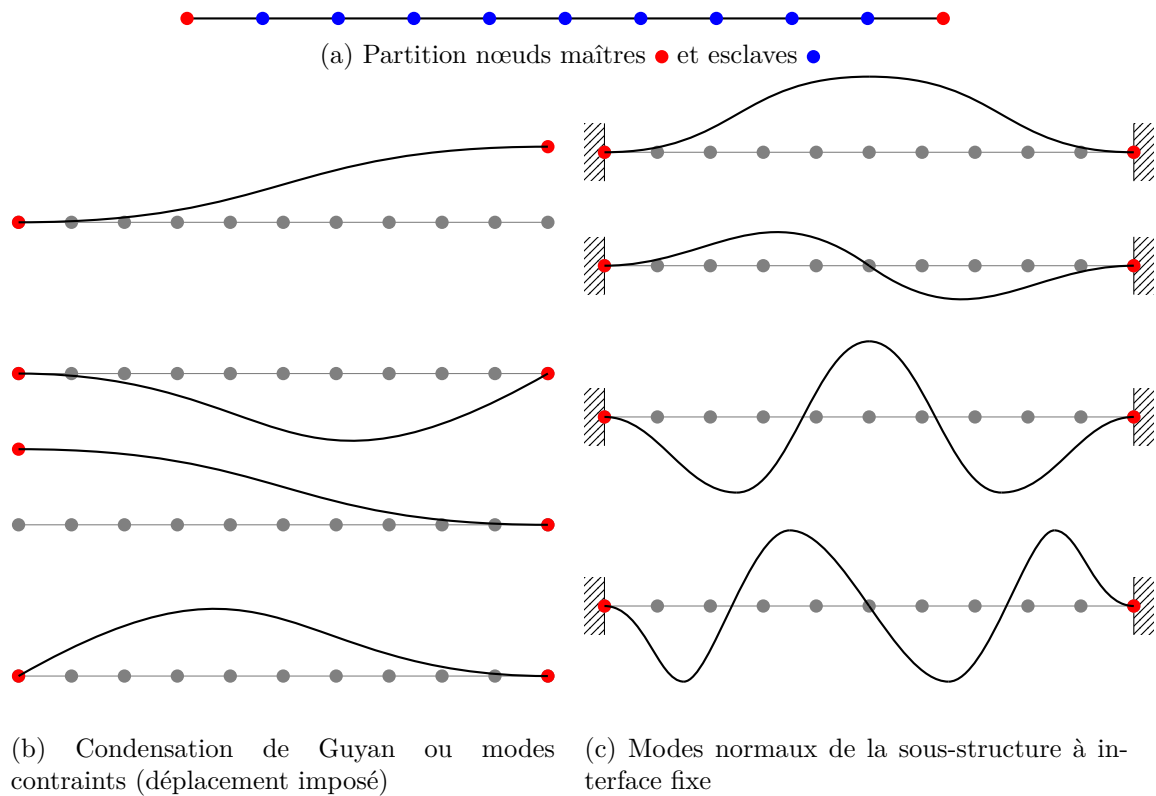 (a) Partition nœuds maîtres et esclaves
(b) Condensation de Guyan ou modes
contraints (déplacement imposé)
(c) Modes normaux de la sous-structure à in-
terface fixe